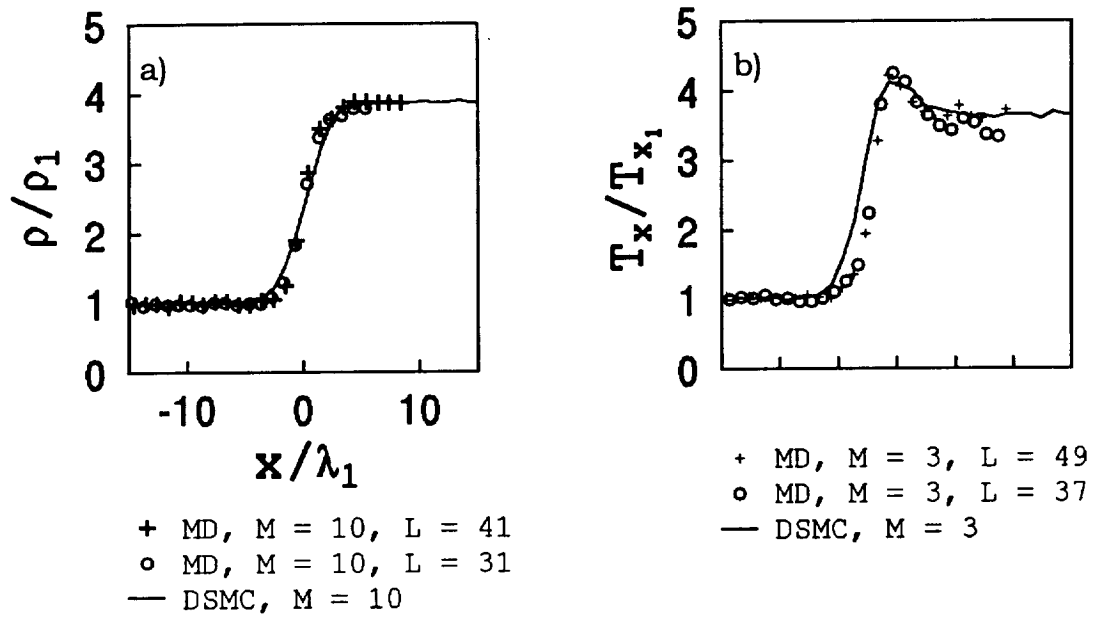 a)
5
4
3
2
1
0
ρ/ρ1
-10 0 10
x/λ1
+ MD, M = 10, L = 41
o MD, M = 10, L = 31
— DSMC, M = 10
b)
5
4
3
2
1
0
Tx/Tx1
+ MD, M = 3, L = 49
o MD, M = 3, L = 37
— DSMC, M = 3